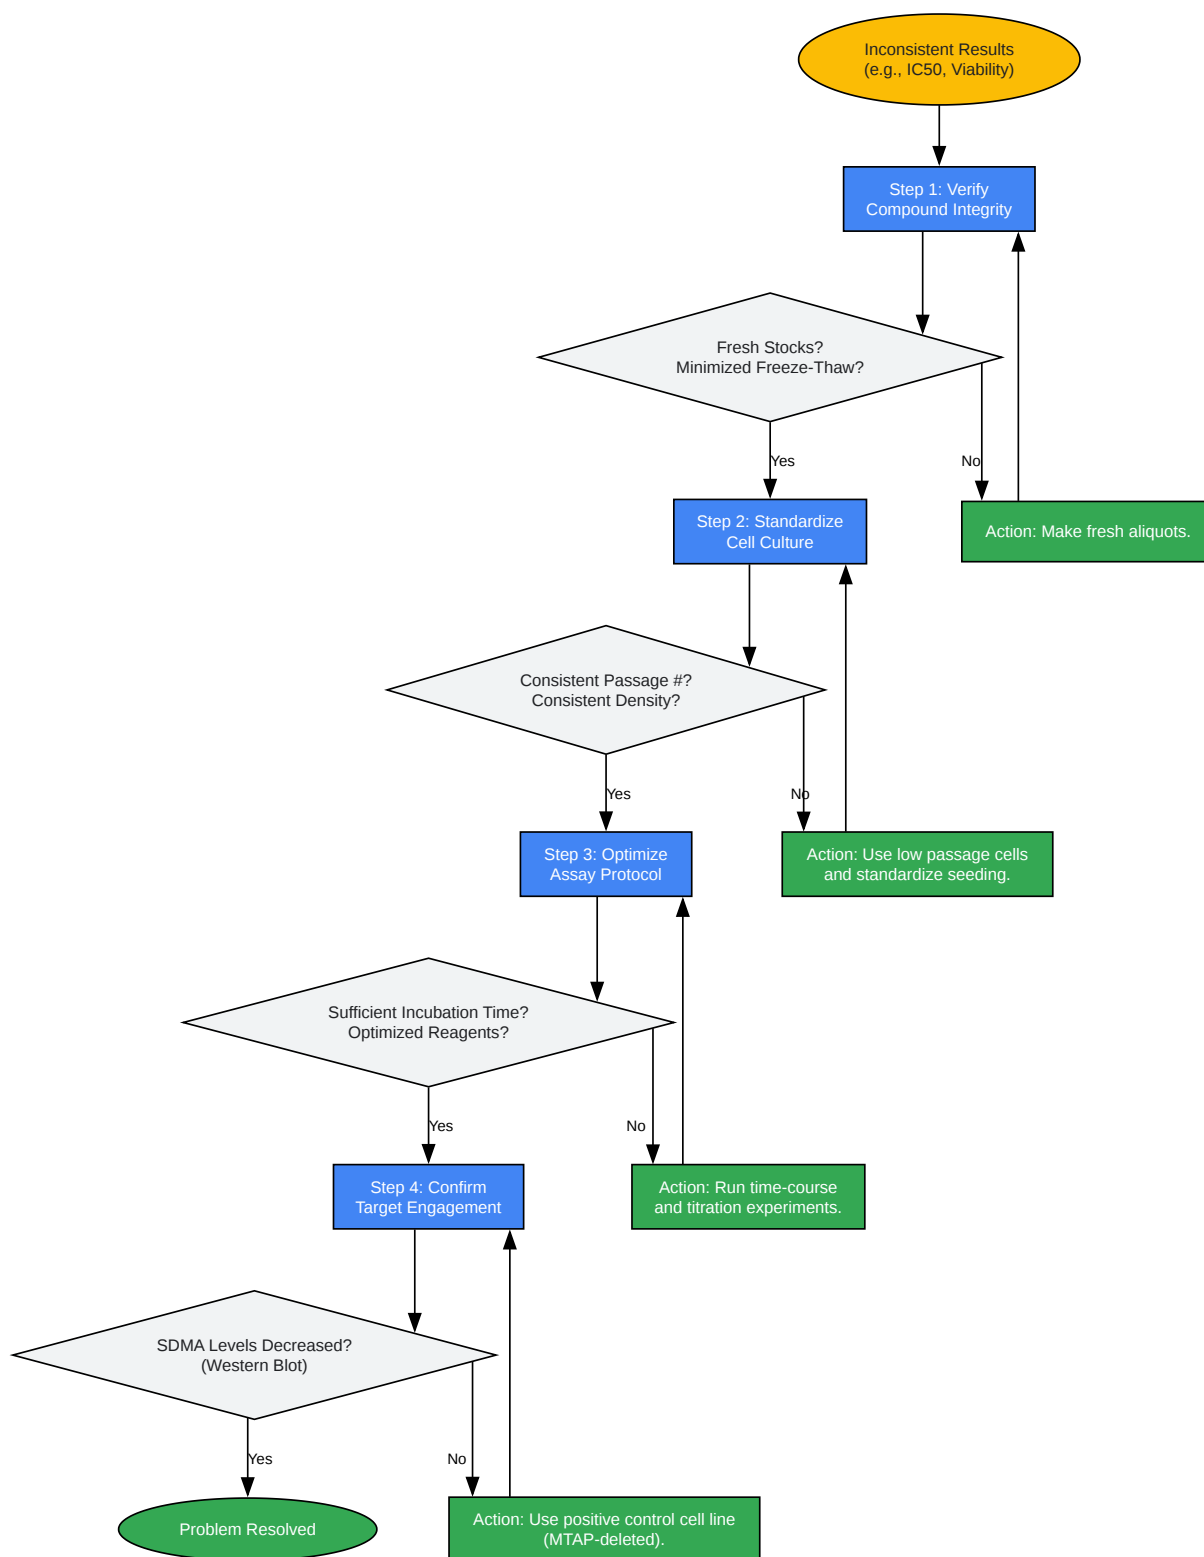 Inconsistent Results
(e.g., IC50, Viability)
Step 1: Verify
Compound Integrity
Fresh Stocks?
Minimized Freeze-Thaw?
Yes
No
Step 2: Standardize
Cell Culture
Action: Make fresh aliquots.
Consistent Passage #?
Consistent Density?
Yes
No
Step 3: Optimize
Assay Protocol
Action: Use low passage cells
and standardize seeding.
Sufficient Incubation Time?
Optimized Reagents?
Yes
No
Step 4: Confirm
Target Engagement
Action: Run time-course
and titration experiments.
SDMA Levels Decreased?
(Western Blot)
Yes
No
Problem Resolved
Action: Use positive control cell line
(MTAP-deleted).